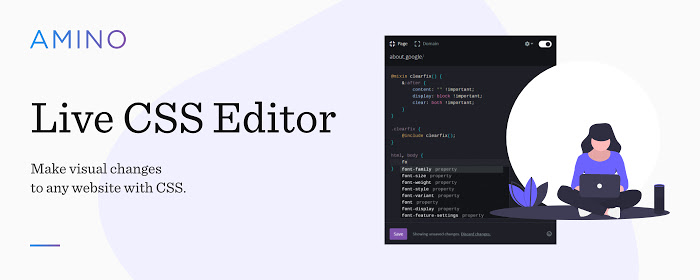 AMINO
Live CSS Editor
Make visual changes
to any website with CSS.
Page Domain
about.google/
@mixin clearfix() {
&:after {
content: "" !important;
display: block !important;
clear: both !important;
}
}
.clearfix {
@include clearfix();
}
html, body {
fo
} font-family property
font-size property
font-weight property
font-style property
font-variant property
font property
font-display property
font-feature-settings property
Save Showing unsaved changes. Discard changes.